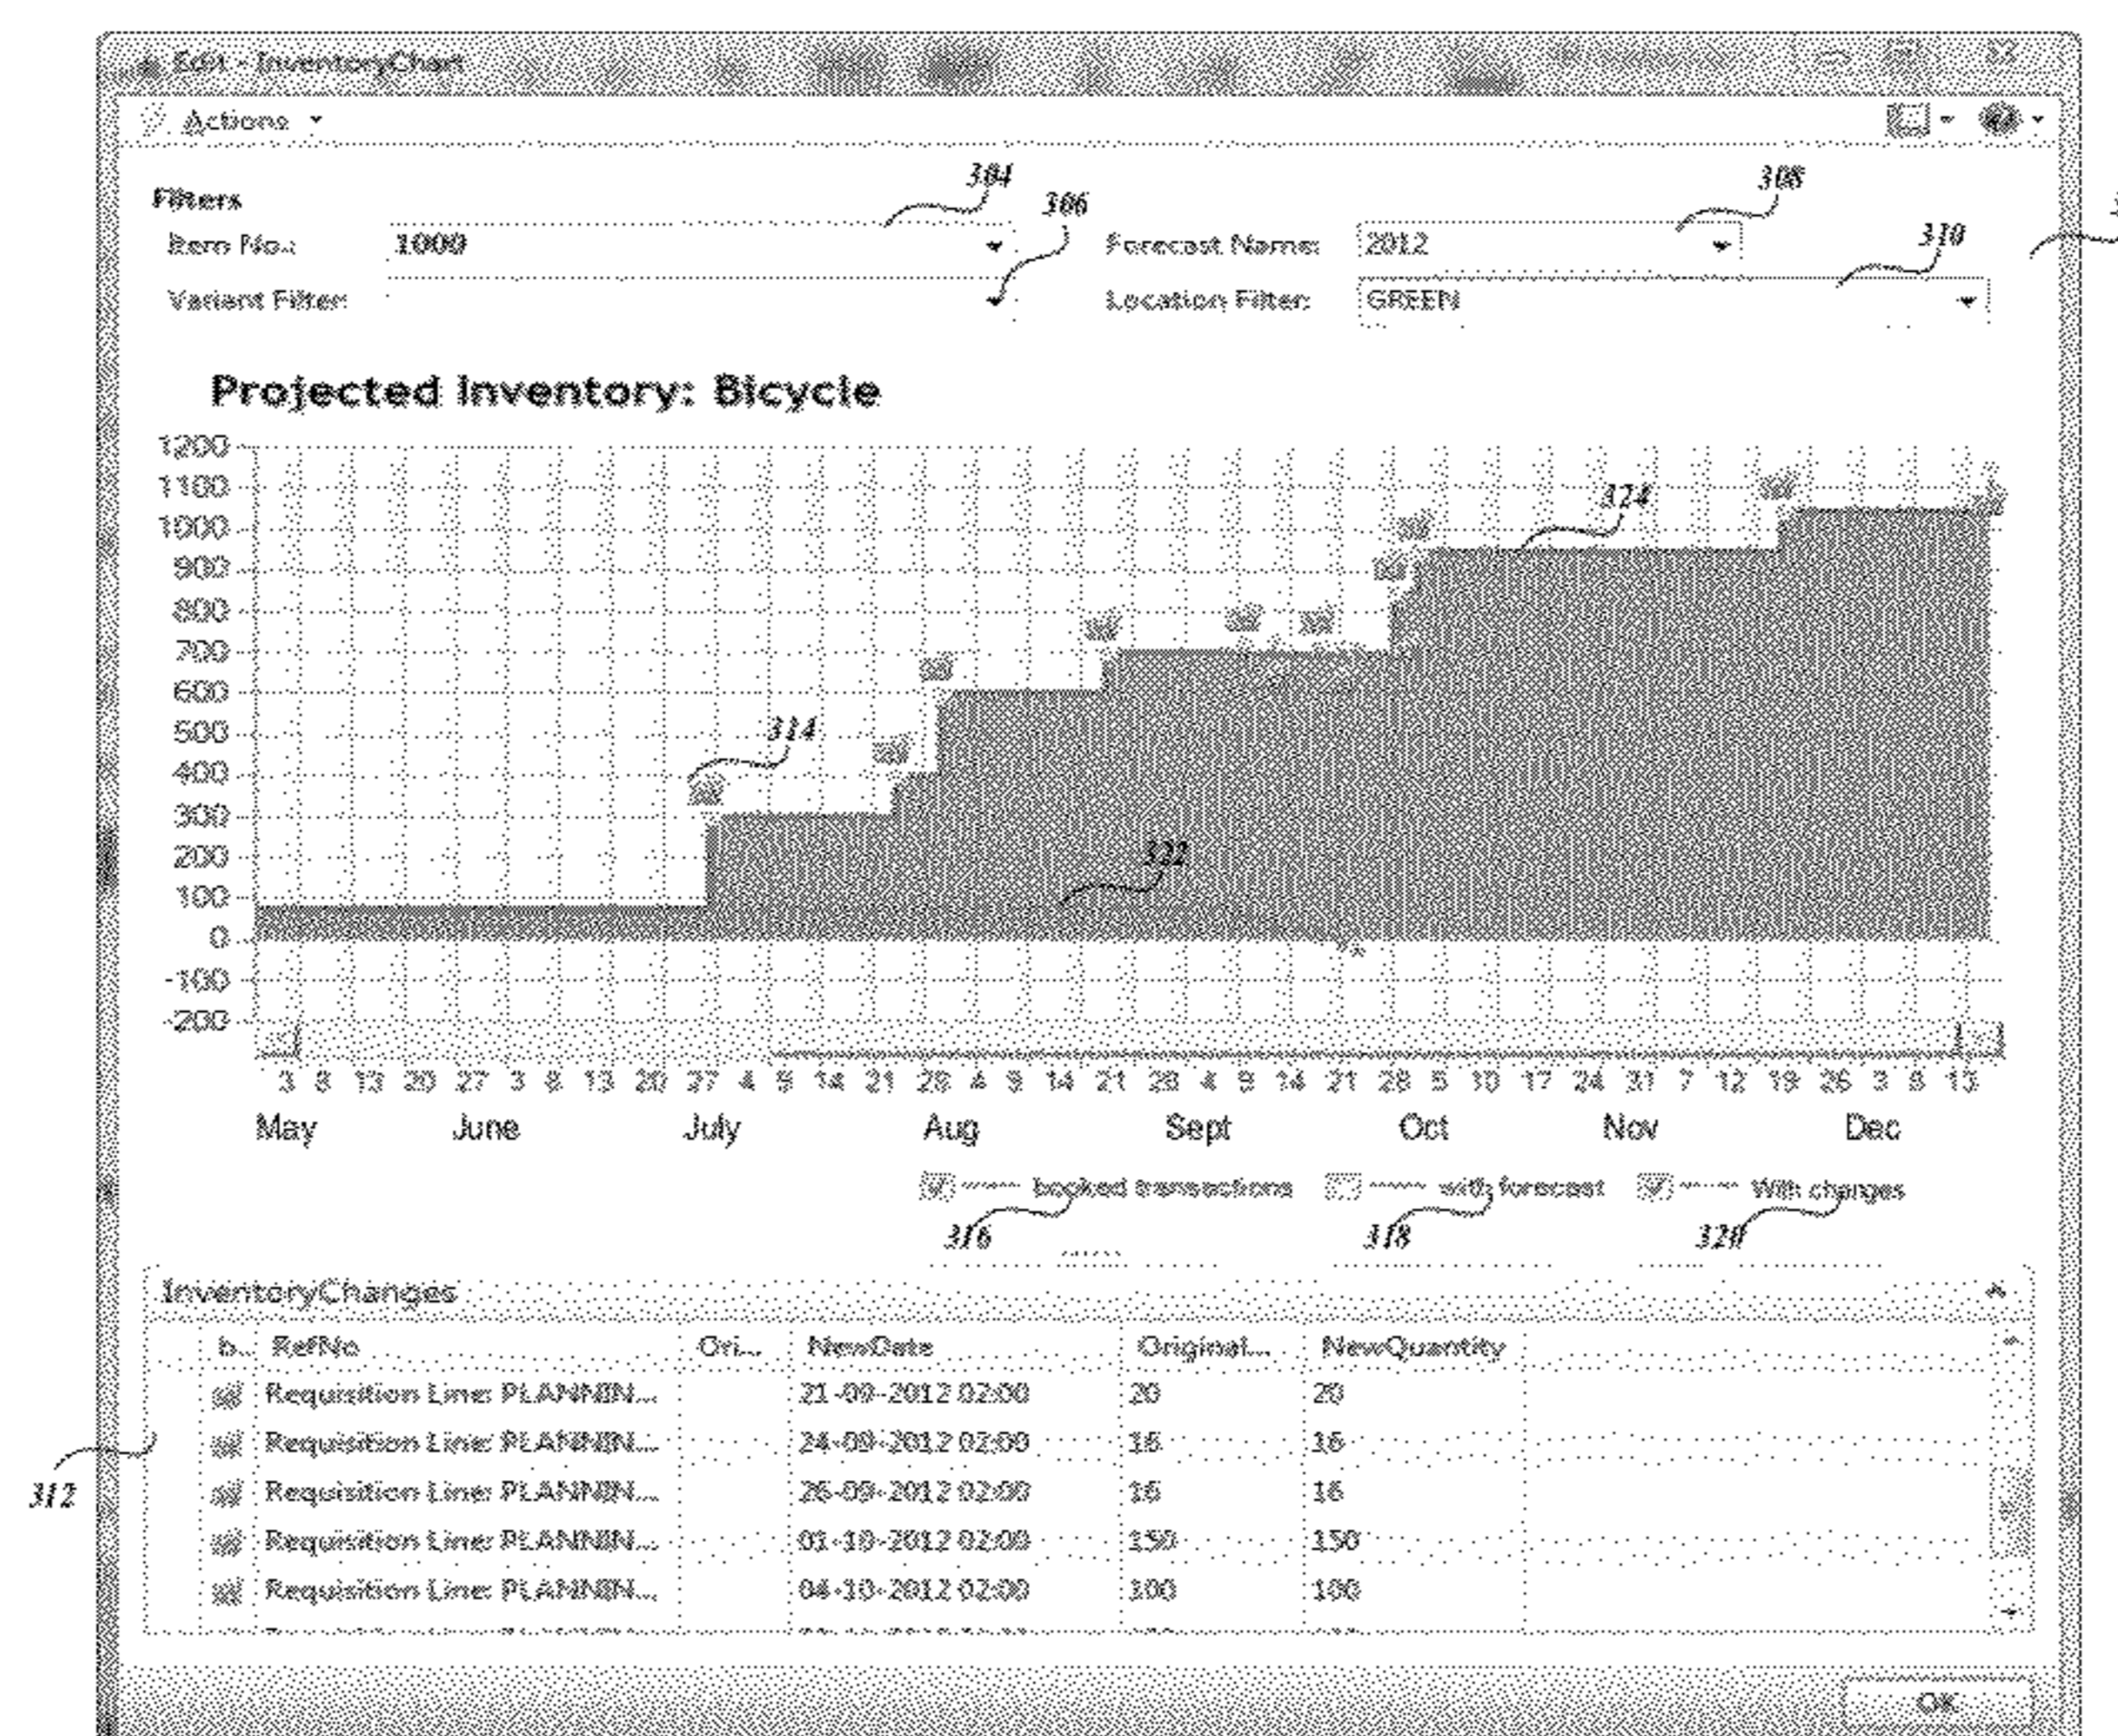 Edit - InventoryChart
Actions
Filters
304
306
308
310
Item No.: 1000
Forecast Name: 2012
Variant Filter:
Location Filter: GREEN
Projected Inventory: Bicycle
1200
1100
1000
900
800
700
600
500
400
300
200
100
0
-100
-200
324
314
322
3 8 13 20 27 3 8 13 20 27 4 9 14 21 28 4 9 14 21 28 4 9 14 21 28 5 10 17 24 31 7 12 19 26 3 8 13
May June July Aug Sept Oct Nov Dec
booked transactions with forecast With changes
316 318 320
InventoryChanges
b... RefNo Ori... NewDate Original... NewQuantity
Requisition Line: PLANNIN... 21-09-2012 02:00 20 20
Requisition Line: PLANNIN... 24-09-2012 02:00 16 16
Requisition Line: PLANNIN... 26-09-2012 02:00 16 16
Requisition Line: PLANNIN... 01-10-2012 02:00 150 150
Requisition Line: PLANNIN... 04-10-2012 02:00 100 100
312
OK